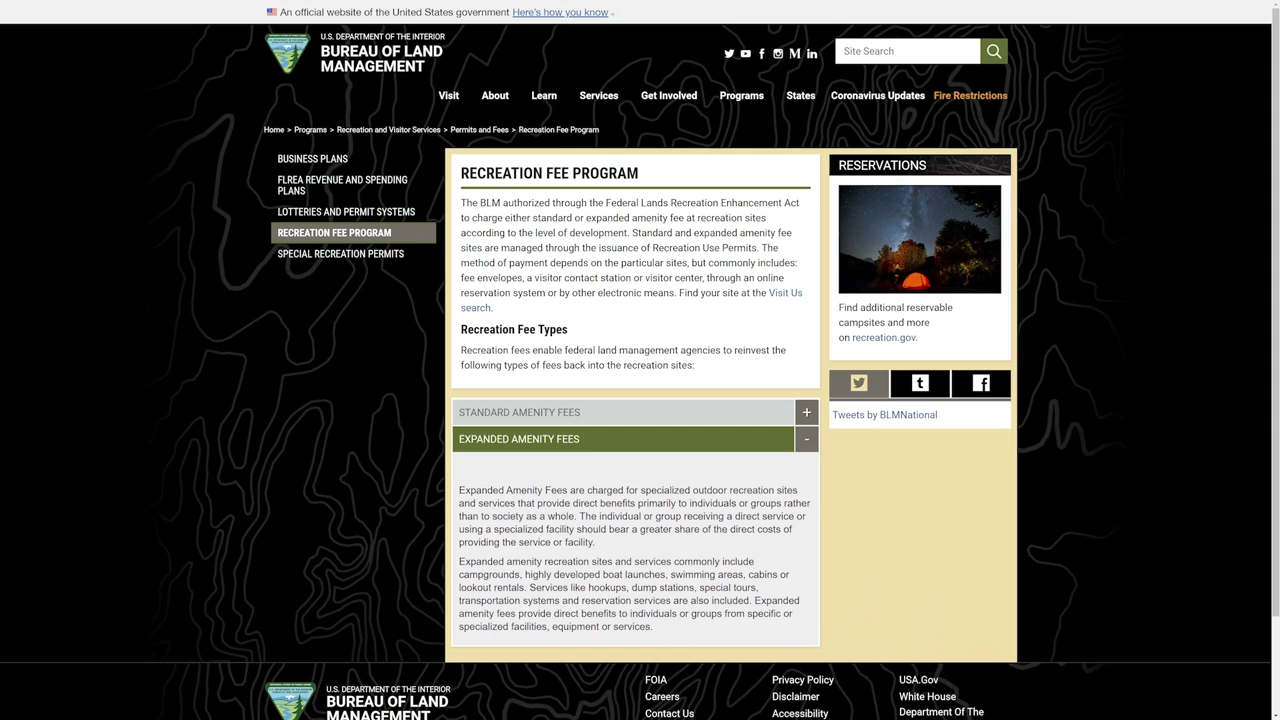 An official website of the United States government Here's how you know
U.S. DEPARTMENT OF THE INTERIOR
BUREAU OF LAND
MANAGEMENT
Site Search
Visit About Learn Services Get Involved Programs States Coronavirus Updates Fire Restrictions
Home > Programs > Recreation and Visitor Services > Permits and Fees > Recreation Fee Program
BUSINESS PLANS
FLREA REVENUE AND SPENDING
PLANS
LOTTERIES AND PERMIT SYSTEMS
RECREATION FEE PROGRAM
SPECIAL RECREATION PERMITS
RECREATION FEE PROGRAM
The BLM authorized through the Federal Lands Recreation Enhancement Act
to charge either standard or expanded amenity fee at recreation sites
according to the level of development. Standard and expanded amenity fee
sites are managed through the issuance of Recreation Use Permits. The
method of payment depends on the particular sites, but commonly includes:
fee envelopes, a visitor contact station or visitor center, through an online
reservation system or by other electronic means. Find your site at the Visit Us
search.
Recreation Fee Types
Recreation fees enable federal land management agencies to reinvest the
following types of fees back into the recreation sites:
STANDARD AMENITY FEES +
EXPANDED AMENITY FEES -
Expanded Amenity Fees are charged for specialized outdoor recreation sites
and services that provide direct benefits primarily to individuals or groups rather
than to society as a whole. The individual or group receiving a direct service or
using a specialized facility should bear a greater share of the direct costs of
providing the service or facility.
Expanded amenity recreation sites and services commonly include
campgrounds, highly developed boat launches, swimming areas, cabins or
lookout rentals. Services like hookups, dump stations, special tours,
transportation systems and reservation services are also included. Expanded
amenity fees provide direct benefits to individuals or groups from specific or
specialized facilities, equipment or services.
RESERVATIONS
Find additional reservable
campsites and more
on recreation.gov.
Tweets by BLMNational
U.S. DEPARTMENT OF THE INTERIOR
BUREAU OF LAND
MANAGEMENT
FOIA
Careers
Contact Us
Privacy Policy
Disclaimer
Accessibility
USA.Gov
White House
Department Of The